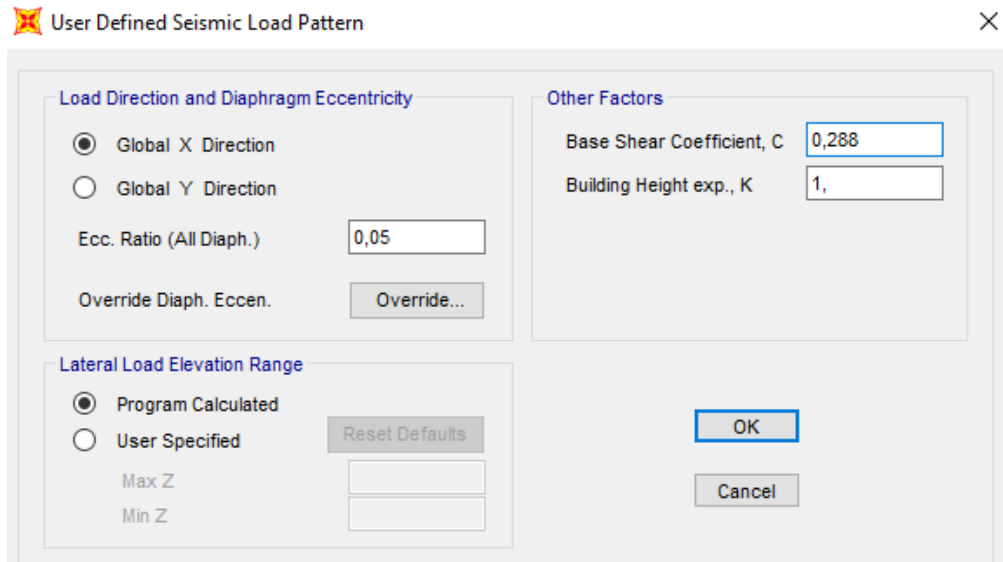 User Defined Seismic Load Pattern
Load Direction and Diaphragm Eccentricity
Global X Direction
Global Y Direction
Ecc. Ratio (All Diaph.) 0,05
Override Diaph. Eccen. Override...
Other Factors
Base Shear Coefficient, C 0,288
Building Height exp., K 1,
Lateral Load Elevation Range
Program Calculated
User Specified Reset Defaults
Max Z
Min Z
OK
Cancel